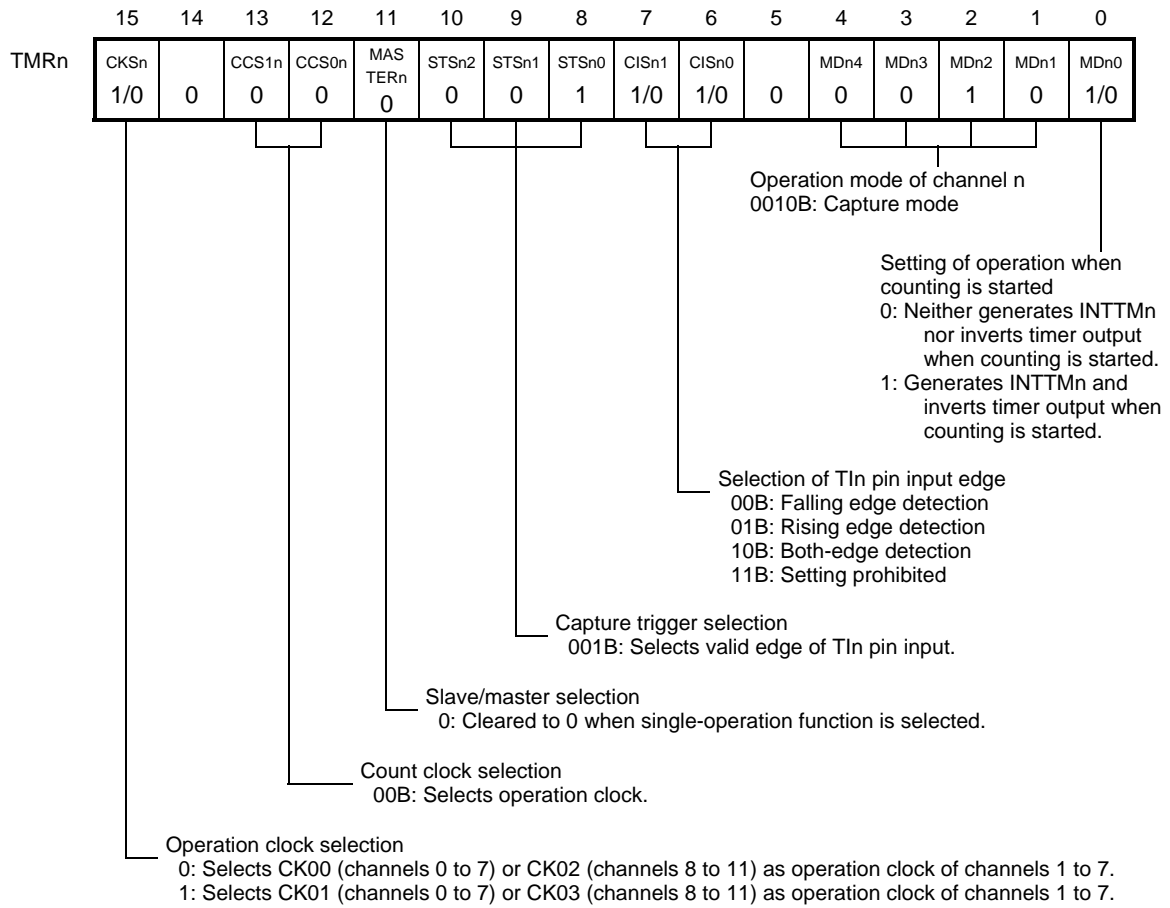 15 14 13 12 11 10 9 8 7 6 5 4 3 2 1 0
TMRn
CKSn CCS1n CCS0n MAS TERn STSn2 STSn1 STSn0 CISn1 CISn0 MDn4 MDn3 MDn2 MDn1 MDn0
1/0 0 0 0 0 0 0 1 1/0 1/0 0 0 0 1 0 1/0
Operation mode of channel n
0010B: Capture mode
Setting of operation when
counting is started
0: Neither generates INTTMn
nor inverts timer output
when counting is started.
1: Generates INTTMn and
inverts timer output when
counting is started.
Selection of TIn pin input edge
00B: Falling edge detection
01B: Rising edge detection
10B: Both-edge detection
11B: Setting prohibited
Capture trigger selection
001B: Selects valid edge of TIn pin input.
Slave/master selection
0: Cleared to 0 when single-operation function is selected.
Count clock selection
00B: Selects operation clock.
Operation clock selection
0: Selects CK00 (channels 0 to 7) or CK02 (channels 8 to 11) as operation clock of channels 1 to 7.
1: Selects CK01 (channels 0 to 7) or CK03 (channels 8 to 11) as operation clock of channels 1 to 7.